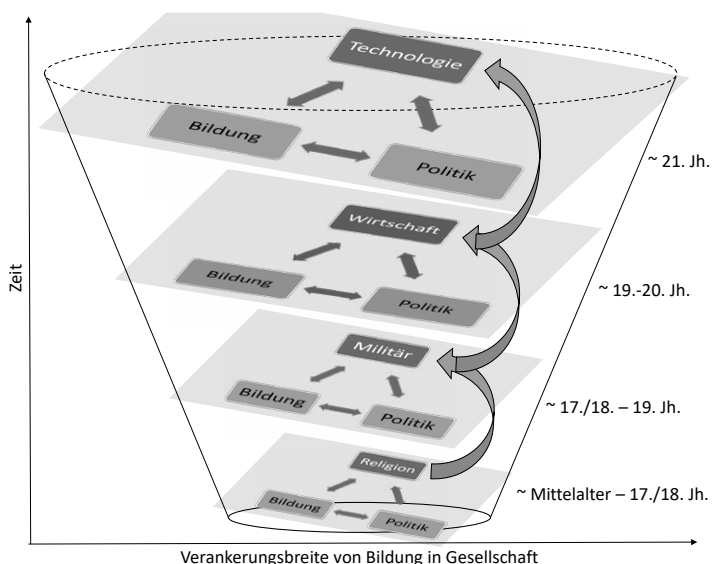 Technologie
Bildung
Politik
~ 21. Jh.
Wirtschaft
Bildung
Politik
~ 19.-20. Jh.
Militär
Bildung
Politik
~ 17./18. – 19. Jh.
Religion
Bildung
Politik
~ Mittelalter – 17./18. Jh.
Zeit
Verankerungsbreite von Bildung in Gesellschaft